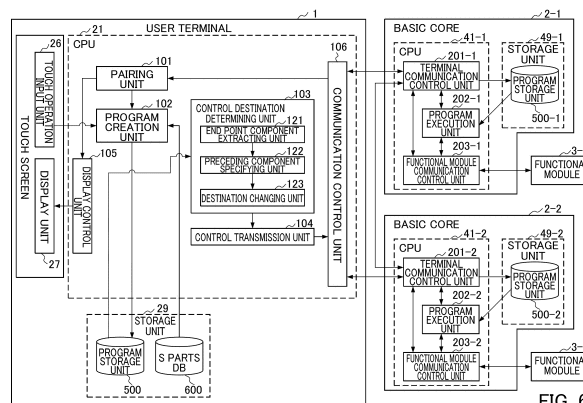 1
USER TERMINAL
21
CPU
26
TOUCH OPERATION
INPUT UNIT
TOUCH SCREEN
DISPLAY UNIT
27
101
PAIRING
UNIT
102
PROGRAM
CREATION
UNIT
105
DISPLAY CONTROL
UNIT
103
CONTROL DESTINATION
DETERMINING UNIT
121
END POINT COMPONENT
EXTRACTING UNIT
122
PRECEDING COMPONENT
SPECIFYING UNIT
123
DESTINATION CHANGING UNIT
104
CONTROL TRANSMISSION UNIT
106
COMMUNICATION CONTROL UNIT
29
STORAGE
UNIT
PROGRAM
STORAGE
UNIT
500
S PARTS
DB
600
2-1
BASIC CORE
41-1
CPU
201-1
TERMINAL
COMMUNICATION
CONTROL UNIT
202-1
PROGRAM
EXECUTION
UNIT
203-1
FUNCTIONAL MODULE
COMMUNICATION
CONTROL UNIT
49-1
STORAGE
UNIT
PROGRAM
STORAGE
UNIT
500-1
3-
FUNCTIONAL
MODULE
2-2
BASIC CORE
41-2
CPU
201-2
TERMINAL
COMMUNICATION
CONTROL UNIT
202-2
PROGRAM
EXECUTION
UNIT
203-2
FUNCTIONAL MODULE
COMMUNICATION
CONTROL UNIT
49-2
STORAGE
UNIT
PROGRAM
STORAGE
UNIT
500-2
3-
FUNCTIONAL
MODULE
FIG. 6